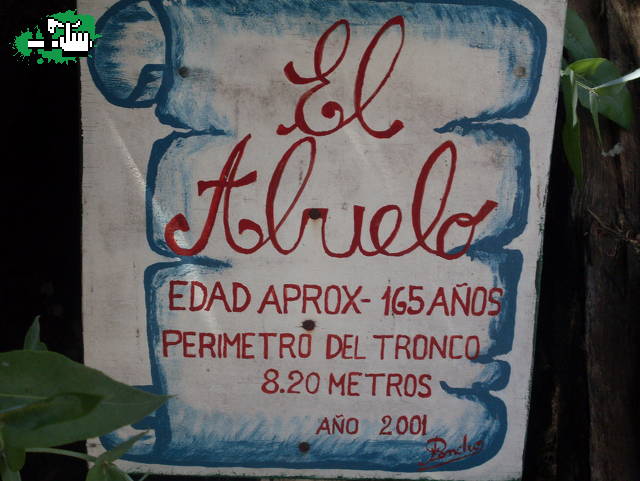 El
Abuelo
EDAD APROX- 165 AÑOS
PERIMETRO DEL TRONCO
8.20 METROS
AÑO 2001